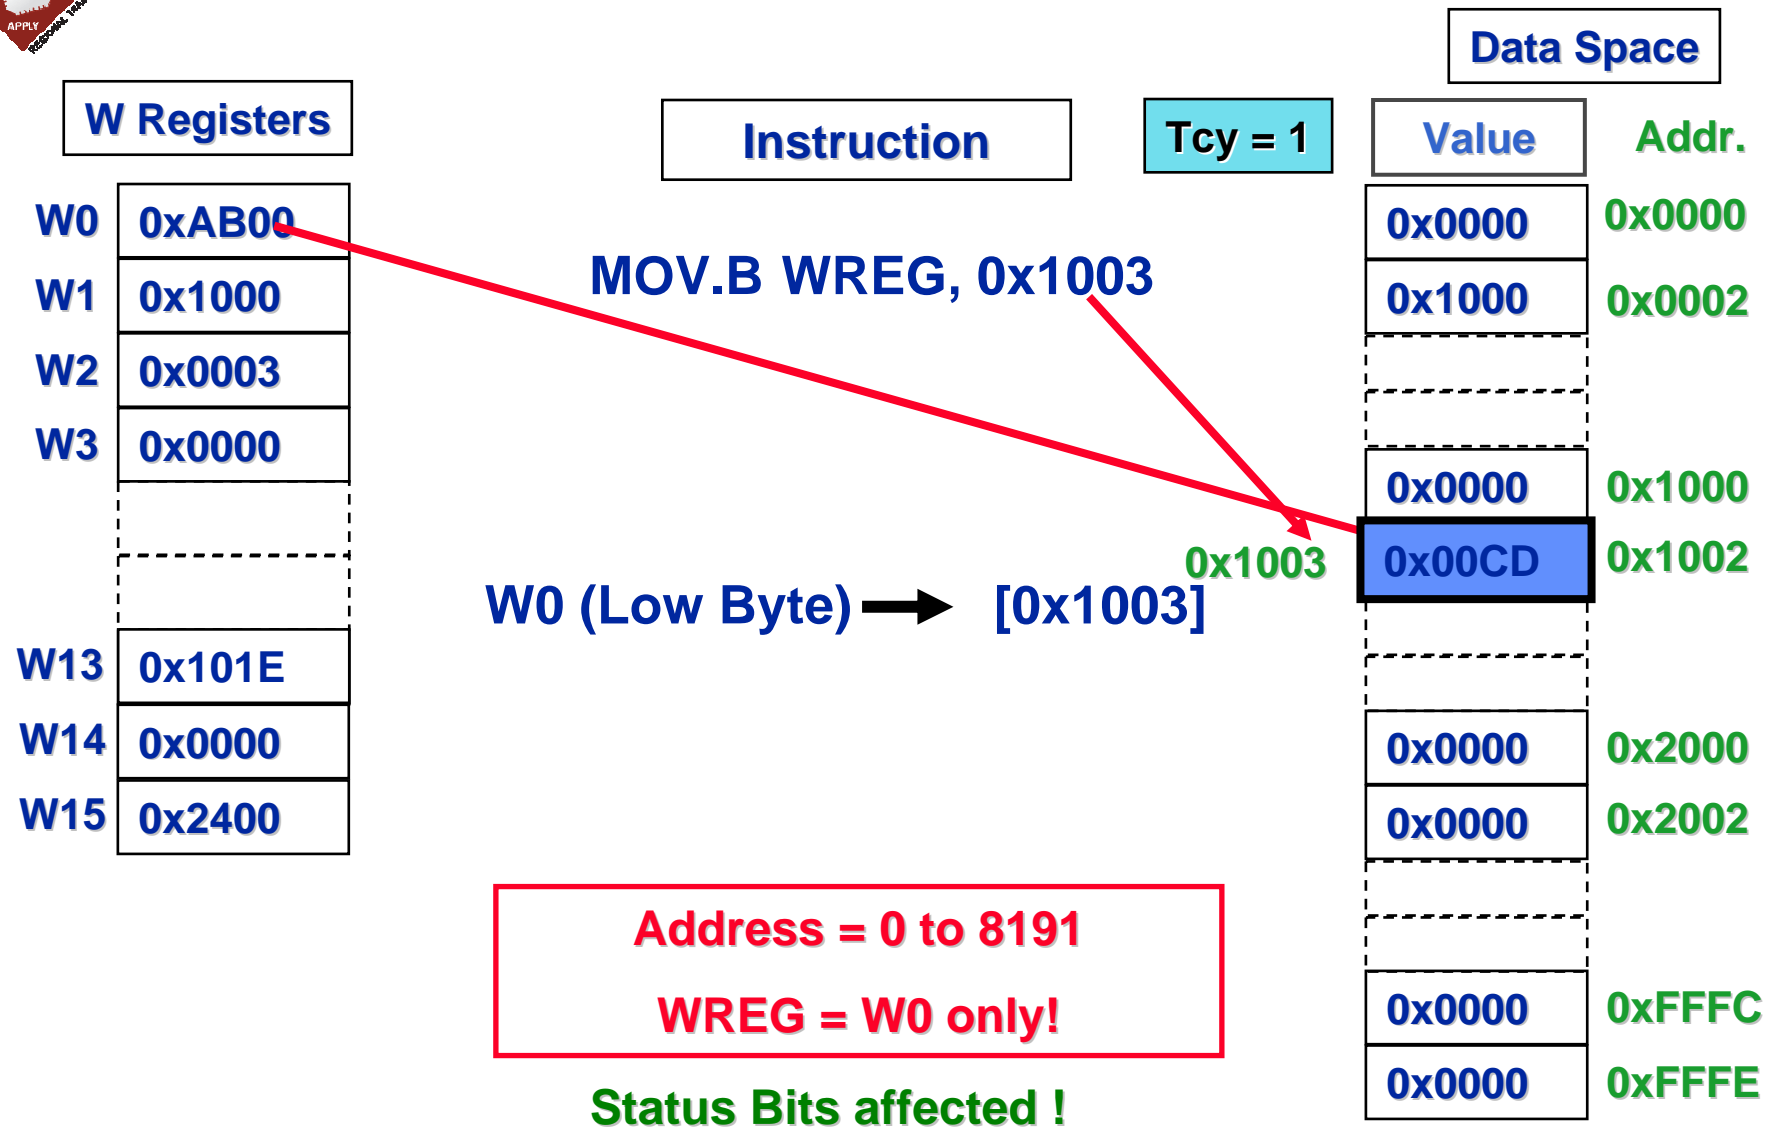 APPLY
REGIONAL
Data Space
W Registers
Instruction
Tcy = 1
Value
Addr.
W0 0xAB00
W1 0x1000
W2 0x0003
W3 0x0000
W13 0x101E
W14 0x0000
W15 0x2400
MOV.B WREG, 0x1003
W0 (Low Byte) [0x1003]
0x1003
0x0000 0x0000
0x1000 0x0002
0x0000 0x1000
0x00CD 0x1002
0x0000 0x2000
0x0000 0x2002
0x0000 0xFFFC
0x0000 0xFFFE
Address = 0 to 8191
WREG = W0 only!
Status Bits affected !